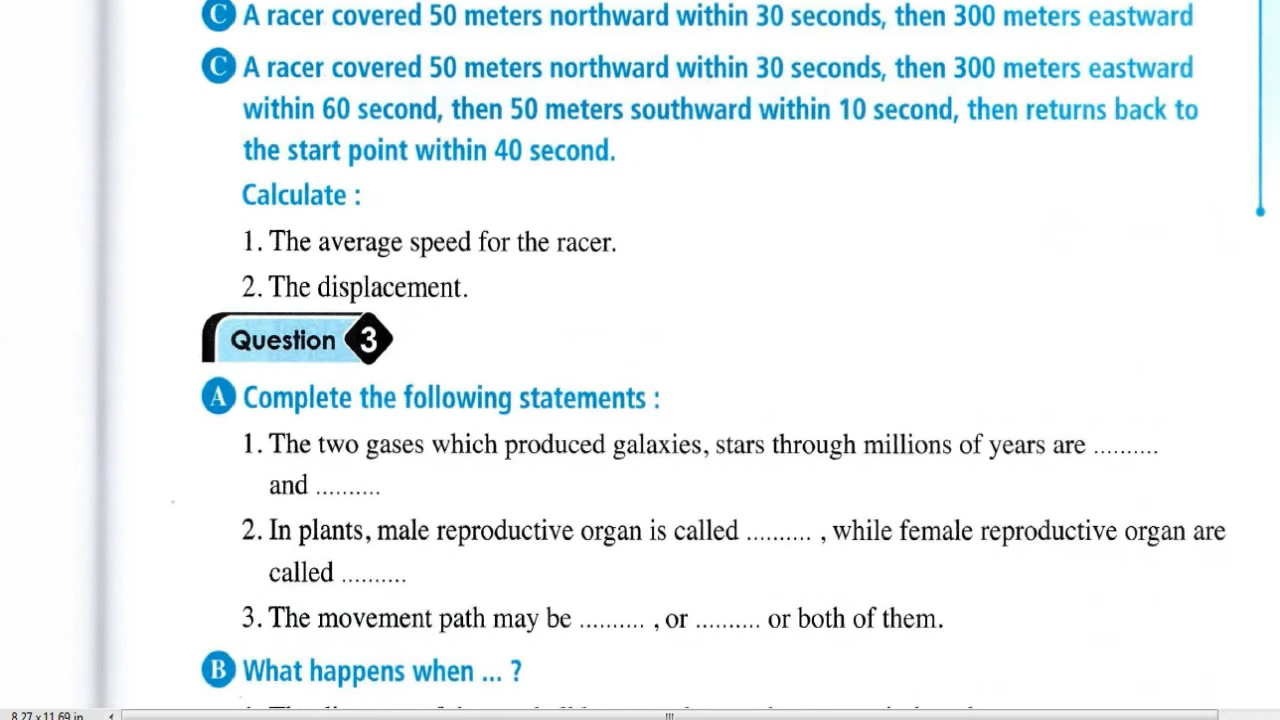 C A racer covered 50 meters northward within 30 seconds, then 300 meters eastward
C A racer covered 50 meters northward within 30 seconds, then 300 meters eastward
within 60 second, then 50 meters southward within 10 second, then returns back to
the start point within 40 second.
Calculate :
1. The average speed for the racer.
2. The displacement.
Question 3
A Complete the following statements :
1. The two gases which produced galaxies, stars through millions of years are ..........
and ..........
2. In plants, male reproductive organ is called .......... , while female reproductive organ are
called ..........
3. The movement path may be .......... , or .......... or both of them.
B What happens when ... ?
8.27 x 11.69 in